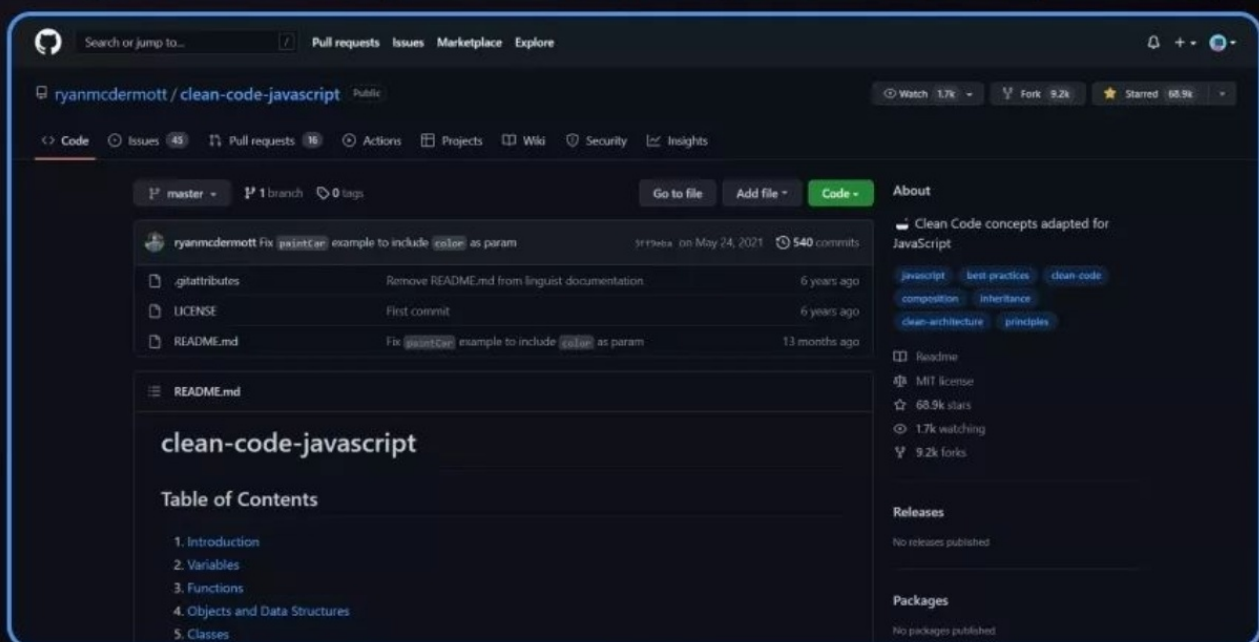 Search or jump to... /
Pull requests Issues Marketplace Explore
ryanmcdermott / clean-code-javascript Public
Watch 1.7k Fork 9.2k Starred 68.9k
Code Issues 45 Pull requests 16 Actions Projects Wiki Security Insights
master 1 branch 0 tags
Go to file Add file Code
ryanmcdermott Fix paintCar example to include color as param
on May 24, 2021 540 commits
.gitattributes Remove README.md from linguist documentation 6 years ago
LICENSE First commit 6 years ago
README.md Fix paintCar example to include color as param 13 months ago
README.md
clean-code-javascript
Table of Contents
1. Introduction
2. Variables
3. Functions
4. Objects and Data Structures
5. Classes
About
Clean Code concepts adapted for
JavaScript
javascript best-practices clean-code
composition inheritance
clean-architecture principles
Readme
MIT license
68.9k stars
1.7k watching
9.2k forks
Releases
No releases published
Packages
No packages published